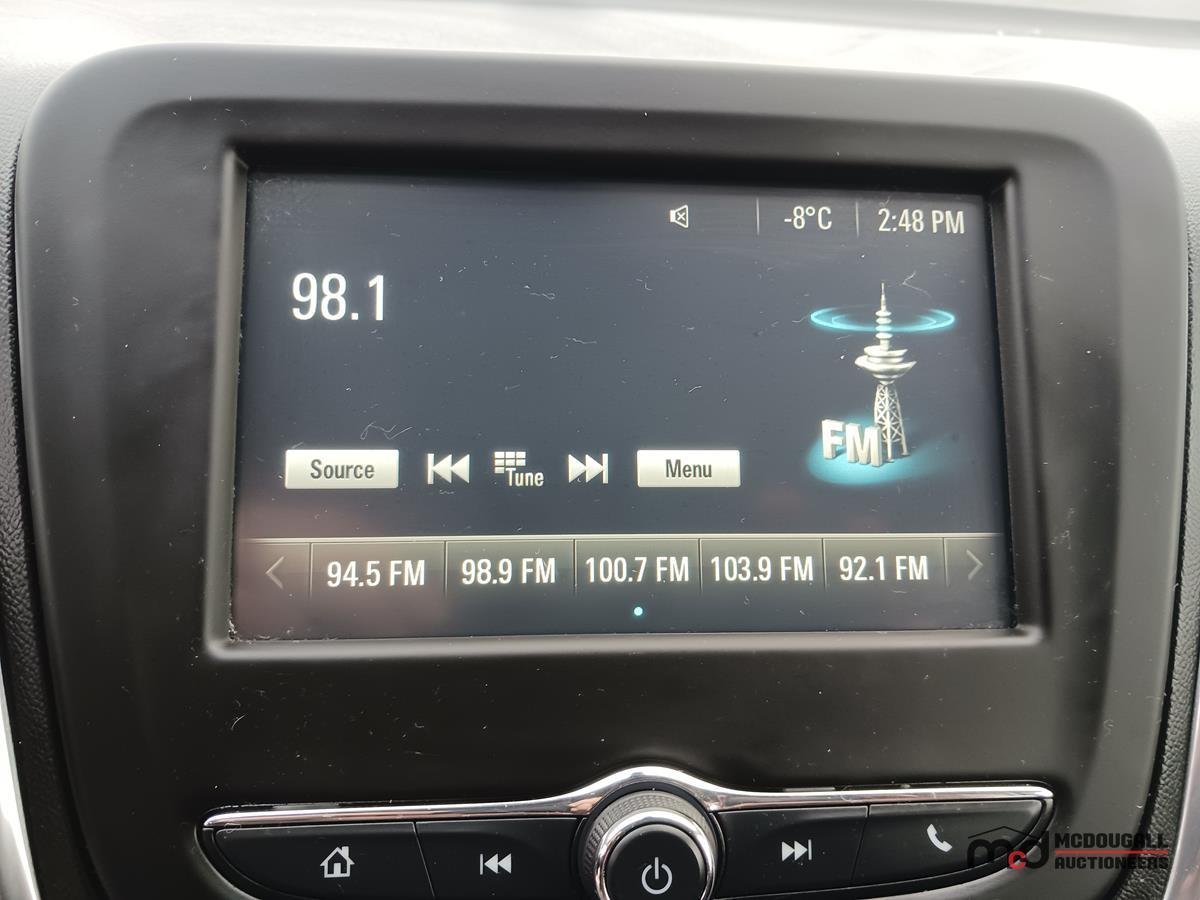 -8°C 2:48 PM
98.1
FM
Source Tune Menu
94.5 FM 98.9 FM 100.7 FM 103.9 FM 92.1 FM
mcd MCDOUGALL
AUCTIONEERS